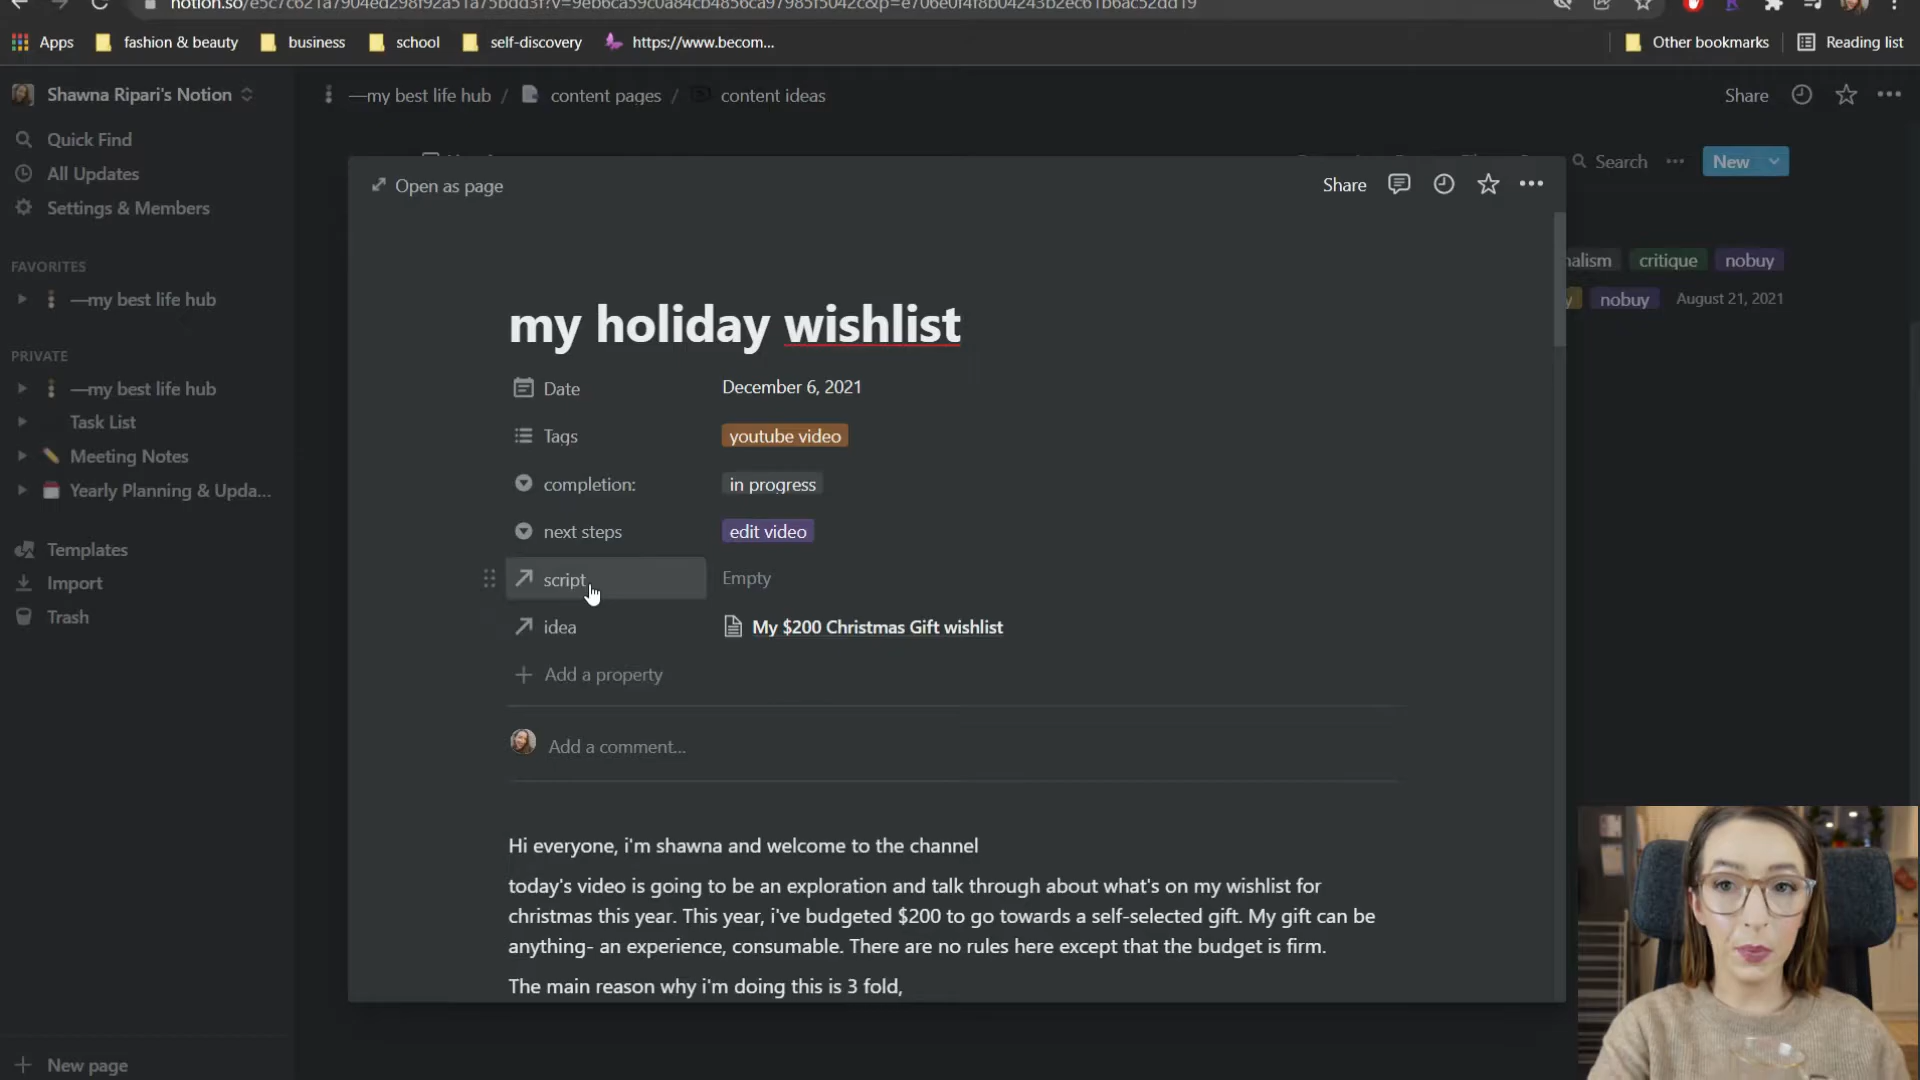 notion.so/e5c7c621a7904ed298f92a51a75bdd3f?v=9eb6ca59c0a84cb4856ca97985f5042c&p=e706e0f4f8b04243b2ec61b6ac52dd19
Apps fashion & beauty business school self-discovery https://www.becom... Other bookmarks Reading list
Shawna Ripari's Notion
—my best life hub / content pages / content ideas
Share
Quick Find
All Updates
Settings & Members
Search
New
FAVORITES
—my best life hub
PRIVATE
—my best life hub
Task List
Meeting Notes
Yearly Planning & Upda...
Templates
Import
Trash
New page
Open as page
Share
critique nobuy
nobuy August 21, 2021
my holiday wishlist
Date December 6, 2021
Tags youtube video
completion: in progress
next steps edit video
script Empty
idea My $200 Christmas Gift wishlist
Add a property
Add a comment...
Hi everyone, i'm shawna and welcome to the channel
today's video is going to be an exploration and talk through about what's on my wishlist for
christmas this year. This year, i've budgeted $200 to go towards a self-selected gift. My gift can be
anything- an experience, consumable. There are no rules here except that the budget is firm.
The main reason why i'm doing this is 3 fold,